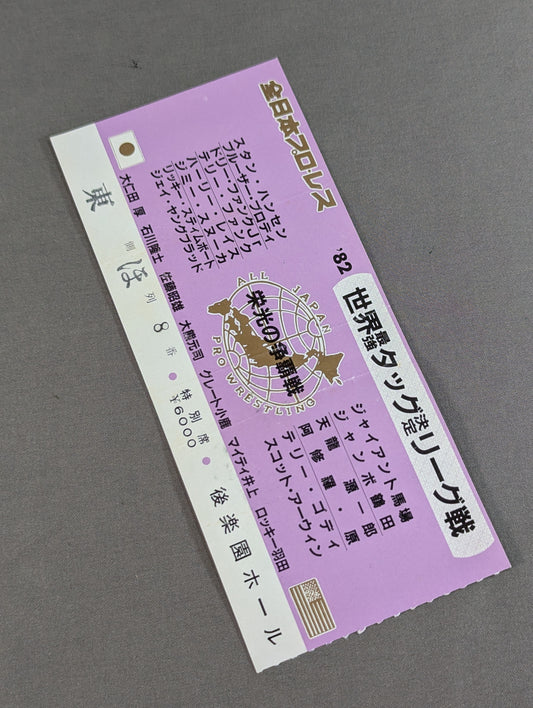 全日本プロレス
'82 世界最強タッグ決定リーグ戦
スタン・ハンセン
ブルーザー・ブロディ
ドリー・ファンクJr
テリー・ファンク
ハーリー・レイス
ジミー・スヌーカ
リッキー・スティムボート
ジェイ・ヤングブラッド
ALL JAPAN
栄光の争覇戦
PRO WRESTLING
ジャイアント馬場
ジャンボ鶴田
天龍源一郎
阿修羅・原
テリー・ゴディ
スコット・アーウィン
大仁田厚 石川隆士 佐藤昭雄 大熊元司 グレート小鹿 マイティ井上 ロッキー羽田
東側 ほ列 8番 • 特別席 ¥6000 • 後楽園ホール